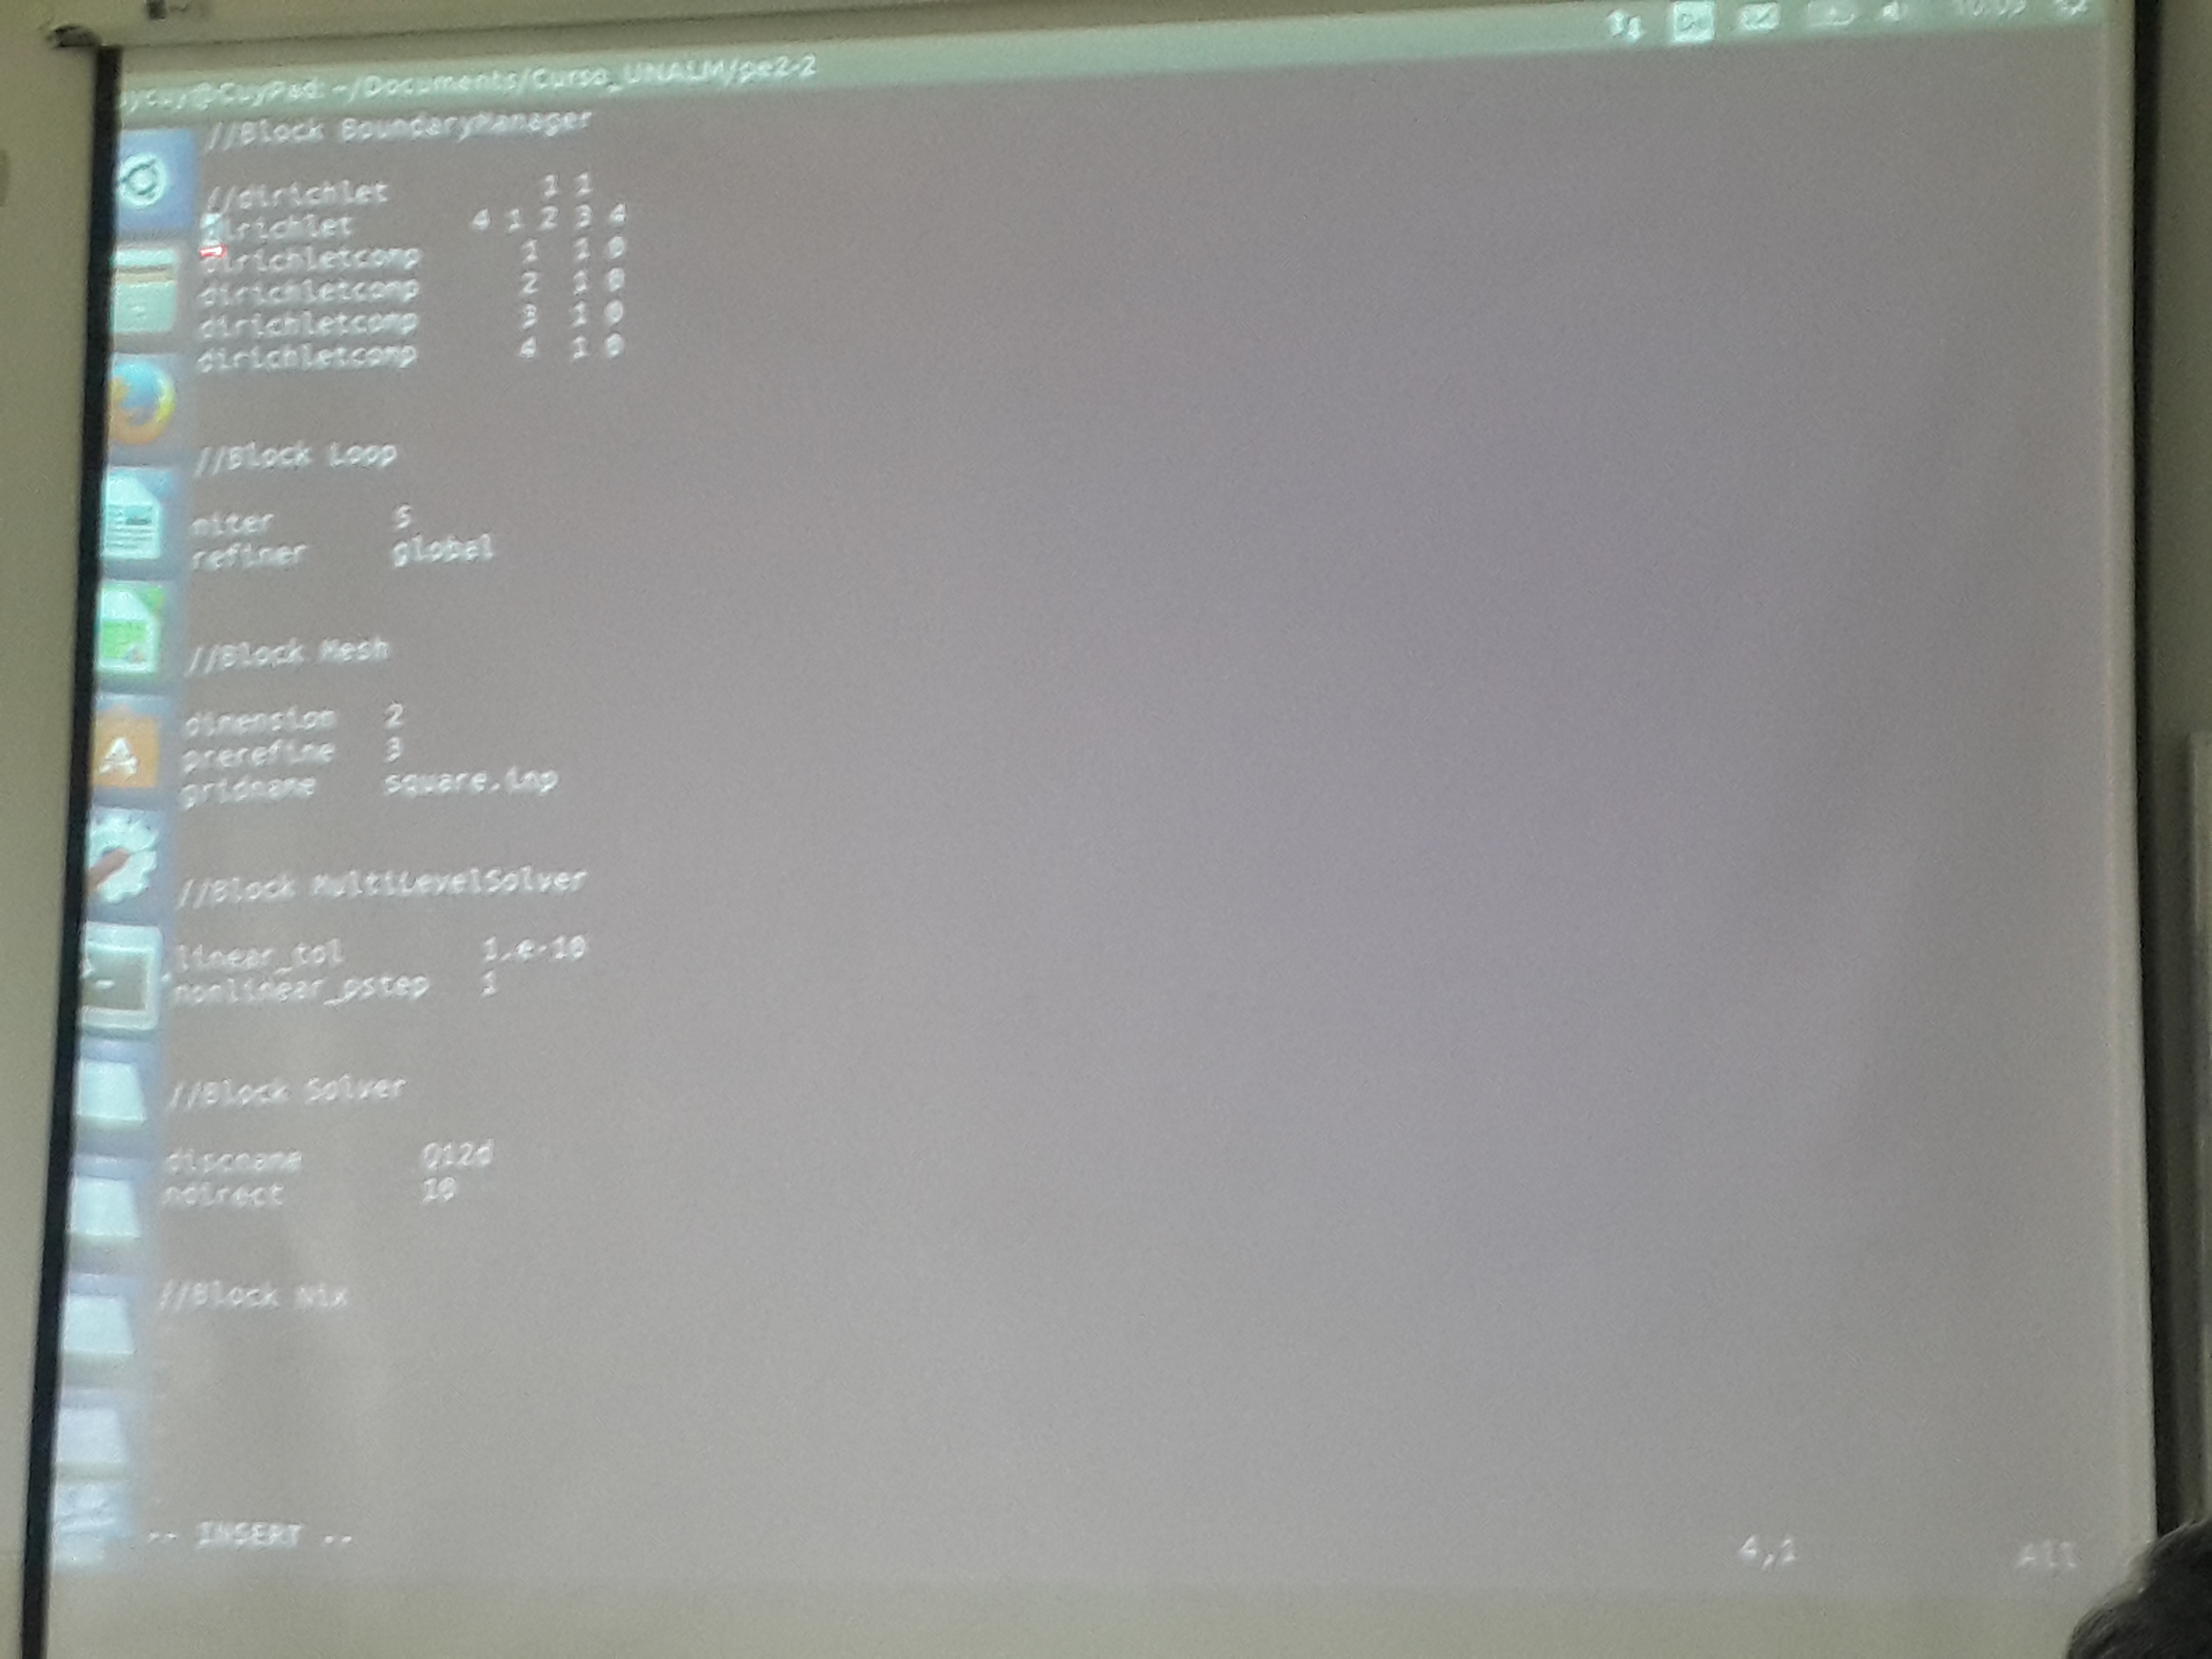 @CuyPad: ~/Documents/Curso_UNALM/pe2-2
//Block BoundaryManager
//dirichlet 1 1
dirichlet 4 1 2 3 4
dirichletcomp 1 1 0
dirichletcomp 2 1 0
dirichletcomp 3 1 0
dirichletcomp 4 1 0
//Block Loop
niter 5
refiner global
//Block Mesh
dimension 2
prerefine 3
gridname square.inp
//Block MultiLevelSolver
linear_tol 1.e-10
nonlinear_pstep 1
//Block Solver
discname Q12d
ndirect 10
//Block Nix
-- INSERT --
4,1
All